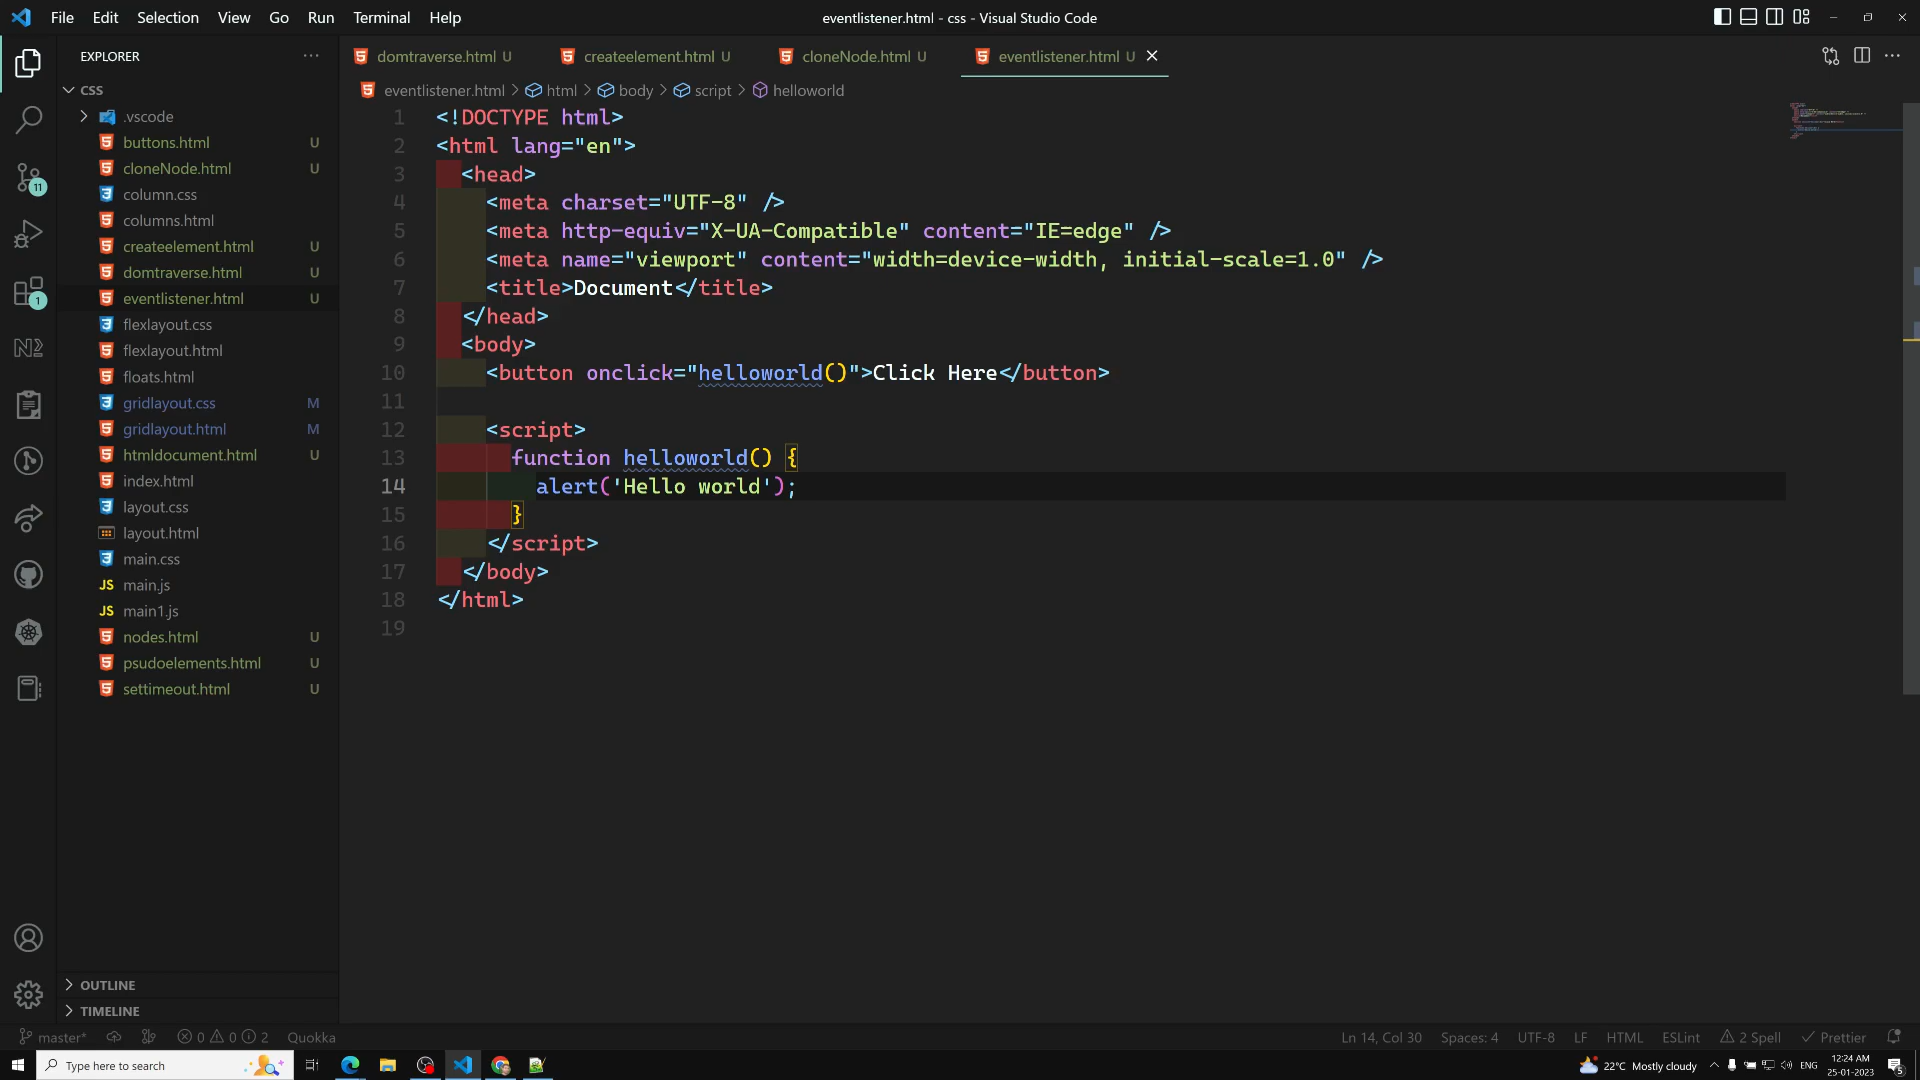 File Edit Selection View Go Run Terminal Help
eventlistener.html - css - Visual Studio Code
EXPLORER
CSS
.vscode
buttons.html U
cloneNode.html U
column.css
columns.html
createelement.html U
domtraverse.html U
eventlistener.html U
flexlayout.css
flexlayout.html
floats.html
gridlayout.css M
gridlayout.html M
htmldocument.html U
index.html
layout.css
layout.html
main.css
main.js
main1.js
nodes.html U
psudoelements.html U
settimeout.html U
OUTLINE
TIMELINE
11
1
domtraverse.html U createelement.html U cloneNode.html U eventlistener.html U
eventlistener.html > html > body > script > helloworld
1 <!DOCTYPE html>
2 <html lang="en">
3 <head>
4 <meta charset="UTF-8" />
5 <meta http-equiv="X-UA-Compatible" content="IE=edge" />
6 <meta name="viewport" content="width=device-width, initial-scale=1.0" />
7 <title>Document</title>
8 </head>
9 <body>
10 <button onclick="helloworld()">Click Here</button>
11
12 <script>
13 function helloworld() {
14 alert('Hello world');
15 }
16 </script>
17 </body>
18 </html>
19
master* 0 0 2 Quokka Ln 14, Col 30 Spaces: 4 UTF-8 LF HTML ESLint 2 Spell Prettier
Type here to search 22°C Mostly cloudy ENG 12:24 AM
25-01-2023
5